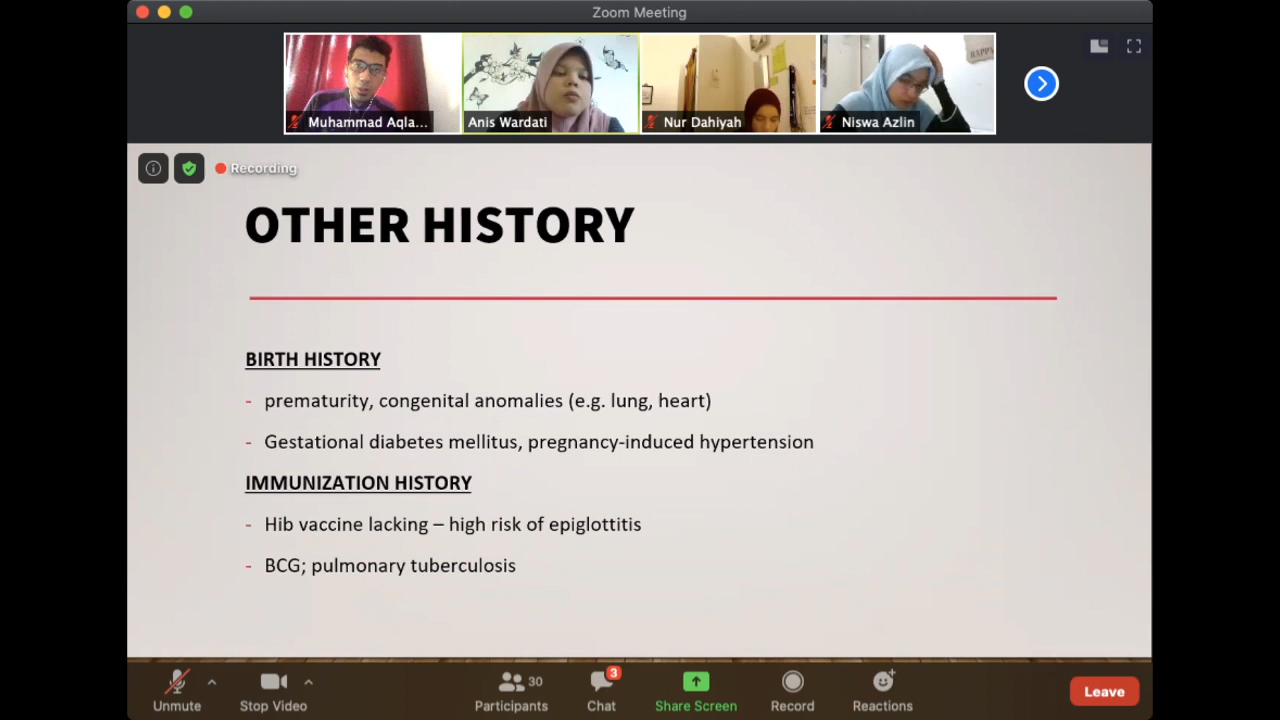 Zoom Meeting
Muhammad Aqla...
Anis Wardati
Nur Dahiyah
Niswa Azlin
Recording
OTHER HISTORY
BIRTH HISTORY
- prematurity, congenital anomalies (e.g. lung, heart)
- Gestational diabetes mellitus, pregnancy-induced hypertension
IMMUNIZATION HISTORY
- Hib vaccine lacking – high risk of epiglottitis
- BCG; pulmonary tuberculosis
Unmute
Stop Video
30
Participants
3
Chat
Share Screen
Record
Reactions
Leave